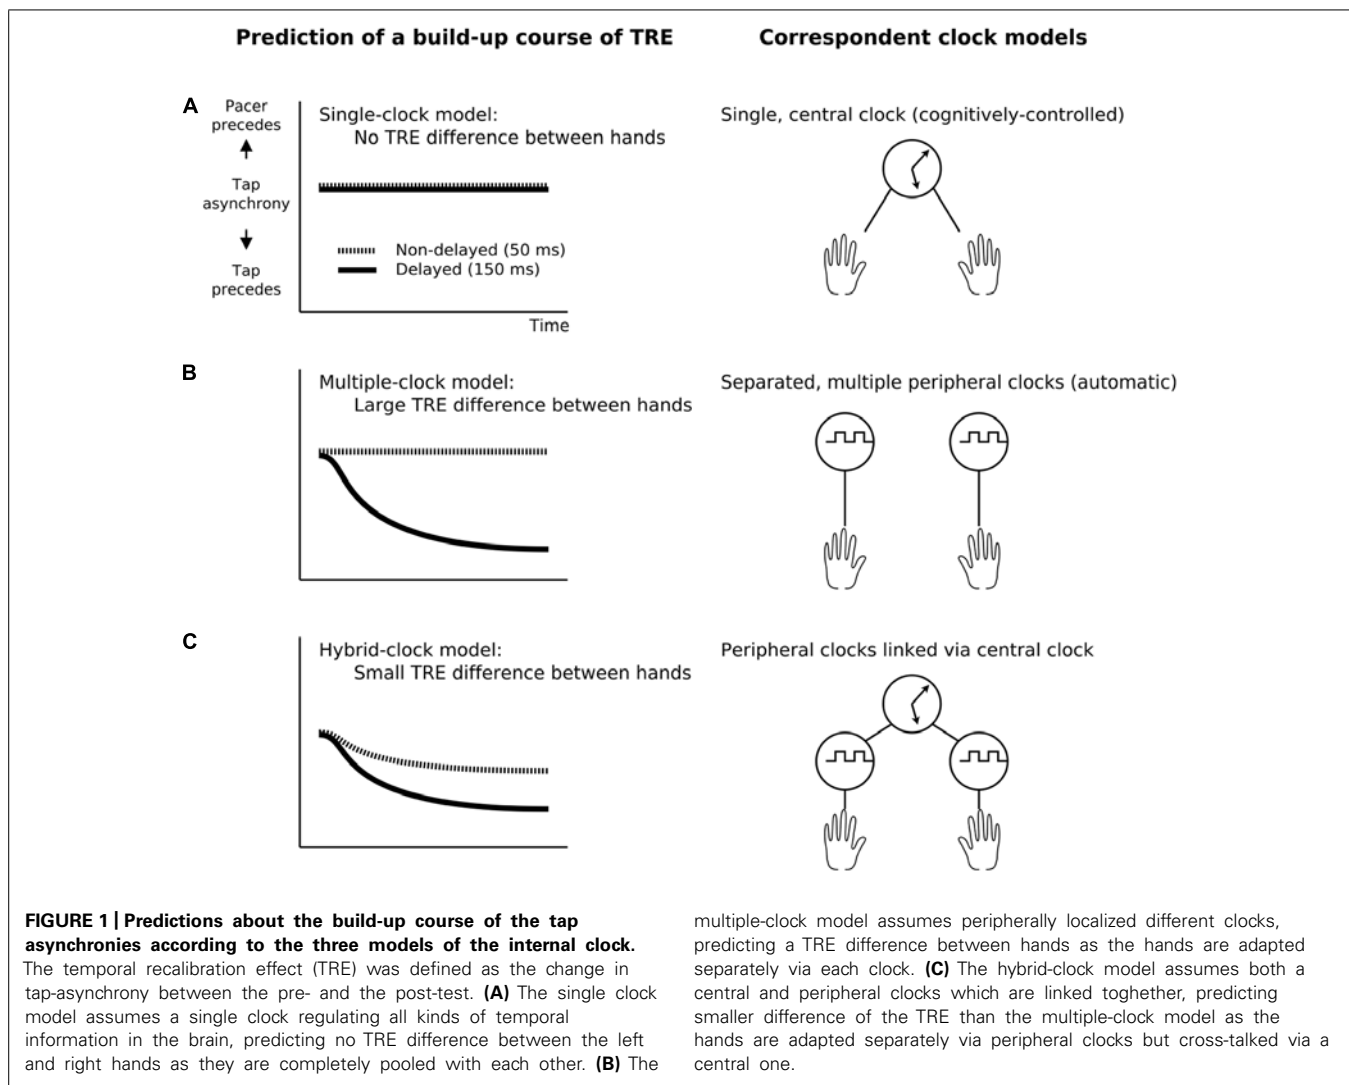 Prediction of a build-up course of TRE
Correspondent clock models
A
Pacer
precedes
Tap
asynchrony
Tap
precedes
Single-clock model:
No TRE difference between hands
Non-delayed (50 ms)
Delayed (150 ms)
Time
Single, central clock (cognitively-controlled)
B
Multiple-clock model:
Large TRE difference between hands
Separated, multiple peripheral clocks (automatic)
C
Hybrid-clock model:
Small TRE difference between hands
Peripheral clocks linked via central clock
FIGURE 1 | Predictions about the build-up course of the tap
asynchronies according to the three models of the internal clock.
The temporal recalibration effect (TRE) was defined as the change in
tap-asynchrony between the pre- and the post-test. (A) The single clock
model assumes a single clock regulating all kinds of temporal
information in the brain, predicting no TRE difference between the left
and right hands as they are completely pooled with each other. (B) The
multiple-clock model assumes peripherally localized different clocks,
predicting a TRE difference between hands as the hands are adapted
separately via each clock. (C) The hybrid-clock model assumes both a
central and peripheral clocks which are linked toghether, predicting
smaller difference of the TRE than the multiple-clock model as the
hands are adapted separately via peripheral clocks but cross-talked via a
central one.